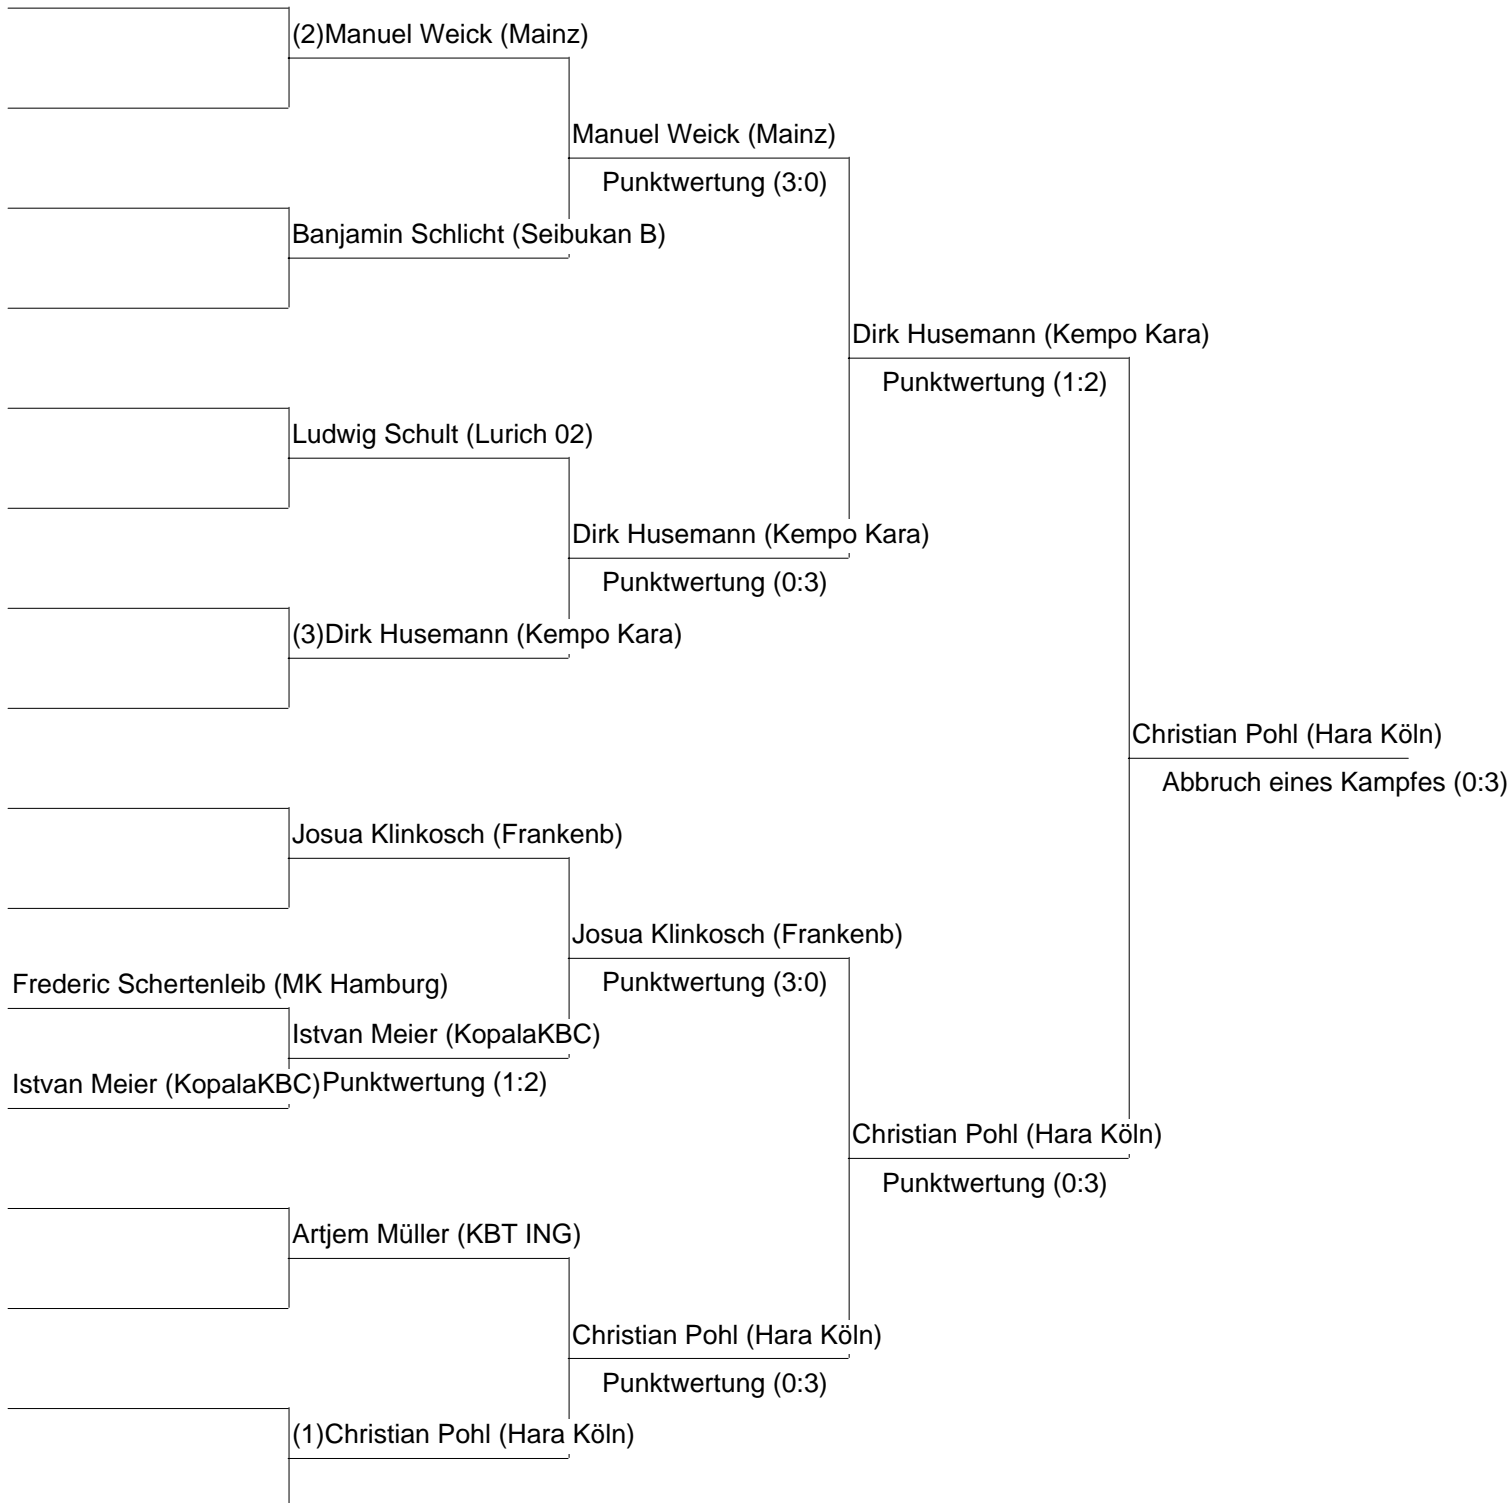 (2)Manuel Weick (Mainz)
Manuel Weick (Mainz)
Punktwertung (3:0)
Banjamin Schlicht (Seibukan B)
Dirk Husemann (Kempo Kara)
Punktwertung (1:2)
Ludwig Schult (Lurich 02)
Dirk Husemann (Kempo Kara)
Punktwertung (0:3)
(3)Dirk Husemann (Kempo Kara)
Christian Pohl (Hara Köln)
Abbruch eines Kampfes (0:3)
Josua Klinkosch (Frankenb)
Josua Klinkosch (Frankenb)
Punktwertung (3:0)
Frederic Schertenleib (MK Hamburg)
Istvan Meier (KopalaKBC)
Punktwertung (1:2)
Istvan Meier (KopalaKBC)
Christian Pohl (Hara Köln)
Punktwertung (0:3)
Artjem Müller (KBT ING)
Christian Pohl (Hara Köln)
Punktwertung (0:3)
(1)Christian Pohl (Hara Köln)